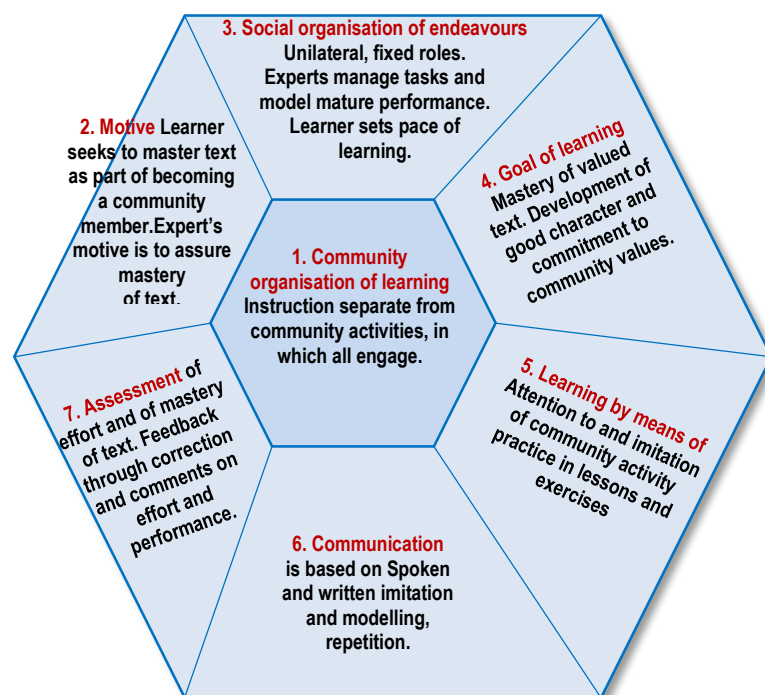 1. Community
organisation of learning
Instruction separate from
community activities, in
which all engage.
2. Motive Learner
seeks to master text
as part of becoming
a community
member.Expert's
motive is to assure
mastery
of text.
3. Social organisation of endeavours
Unilateral, fixed roles.
Experts manage tasks and
model mature performance.
Learner sets pace of
learning.
4. Goal of learning
Mastery of valued
text. Development of
good character and
commitment to
community values.
5. Learning by means of
Attention to and imitation
of community activity
practice in lessons and
exercises
6. Communication
is based on Spoken
and written imitation
and modelling,
repetition.
7. Assessment of
effort and of mastery
of text. Feedback
through correction
and comments on
effort and
performance.